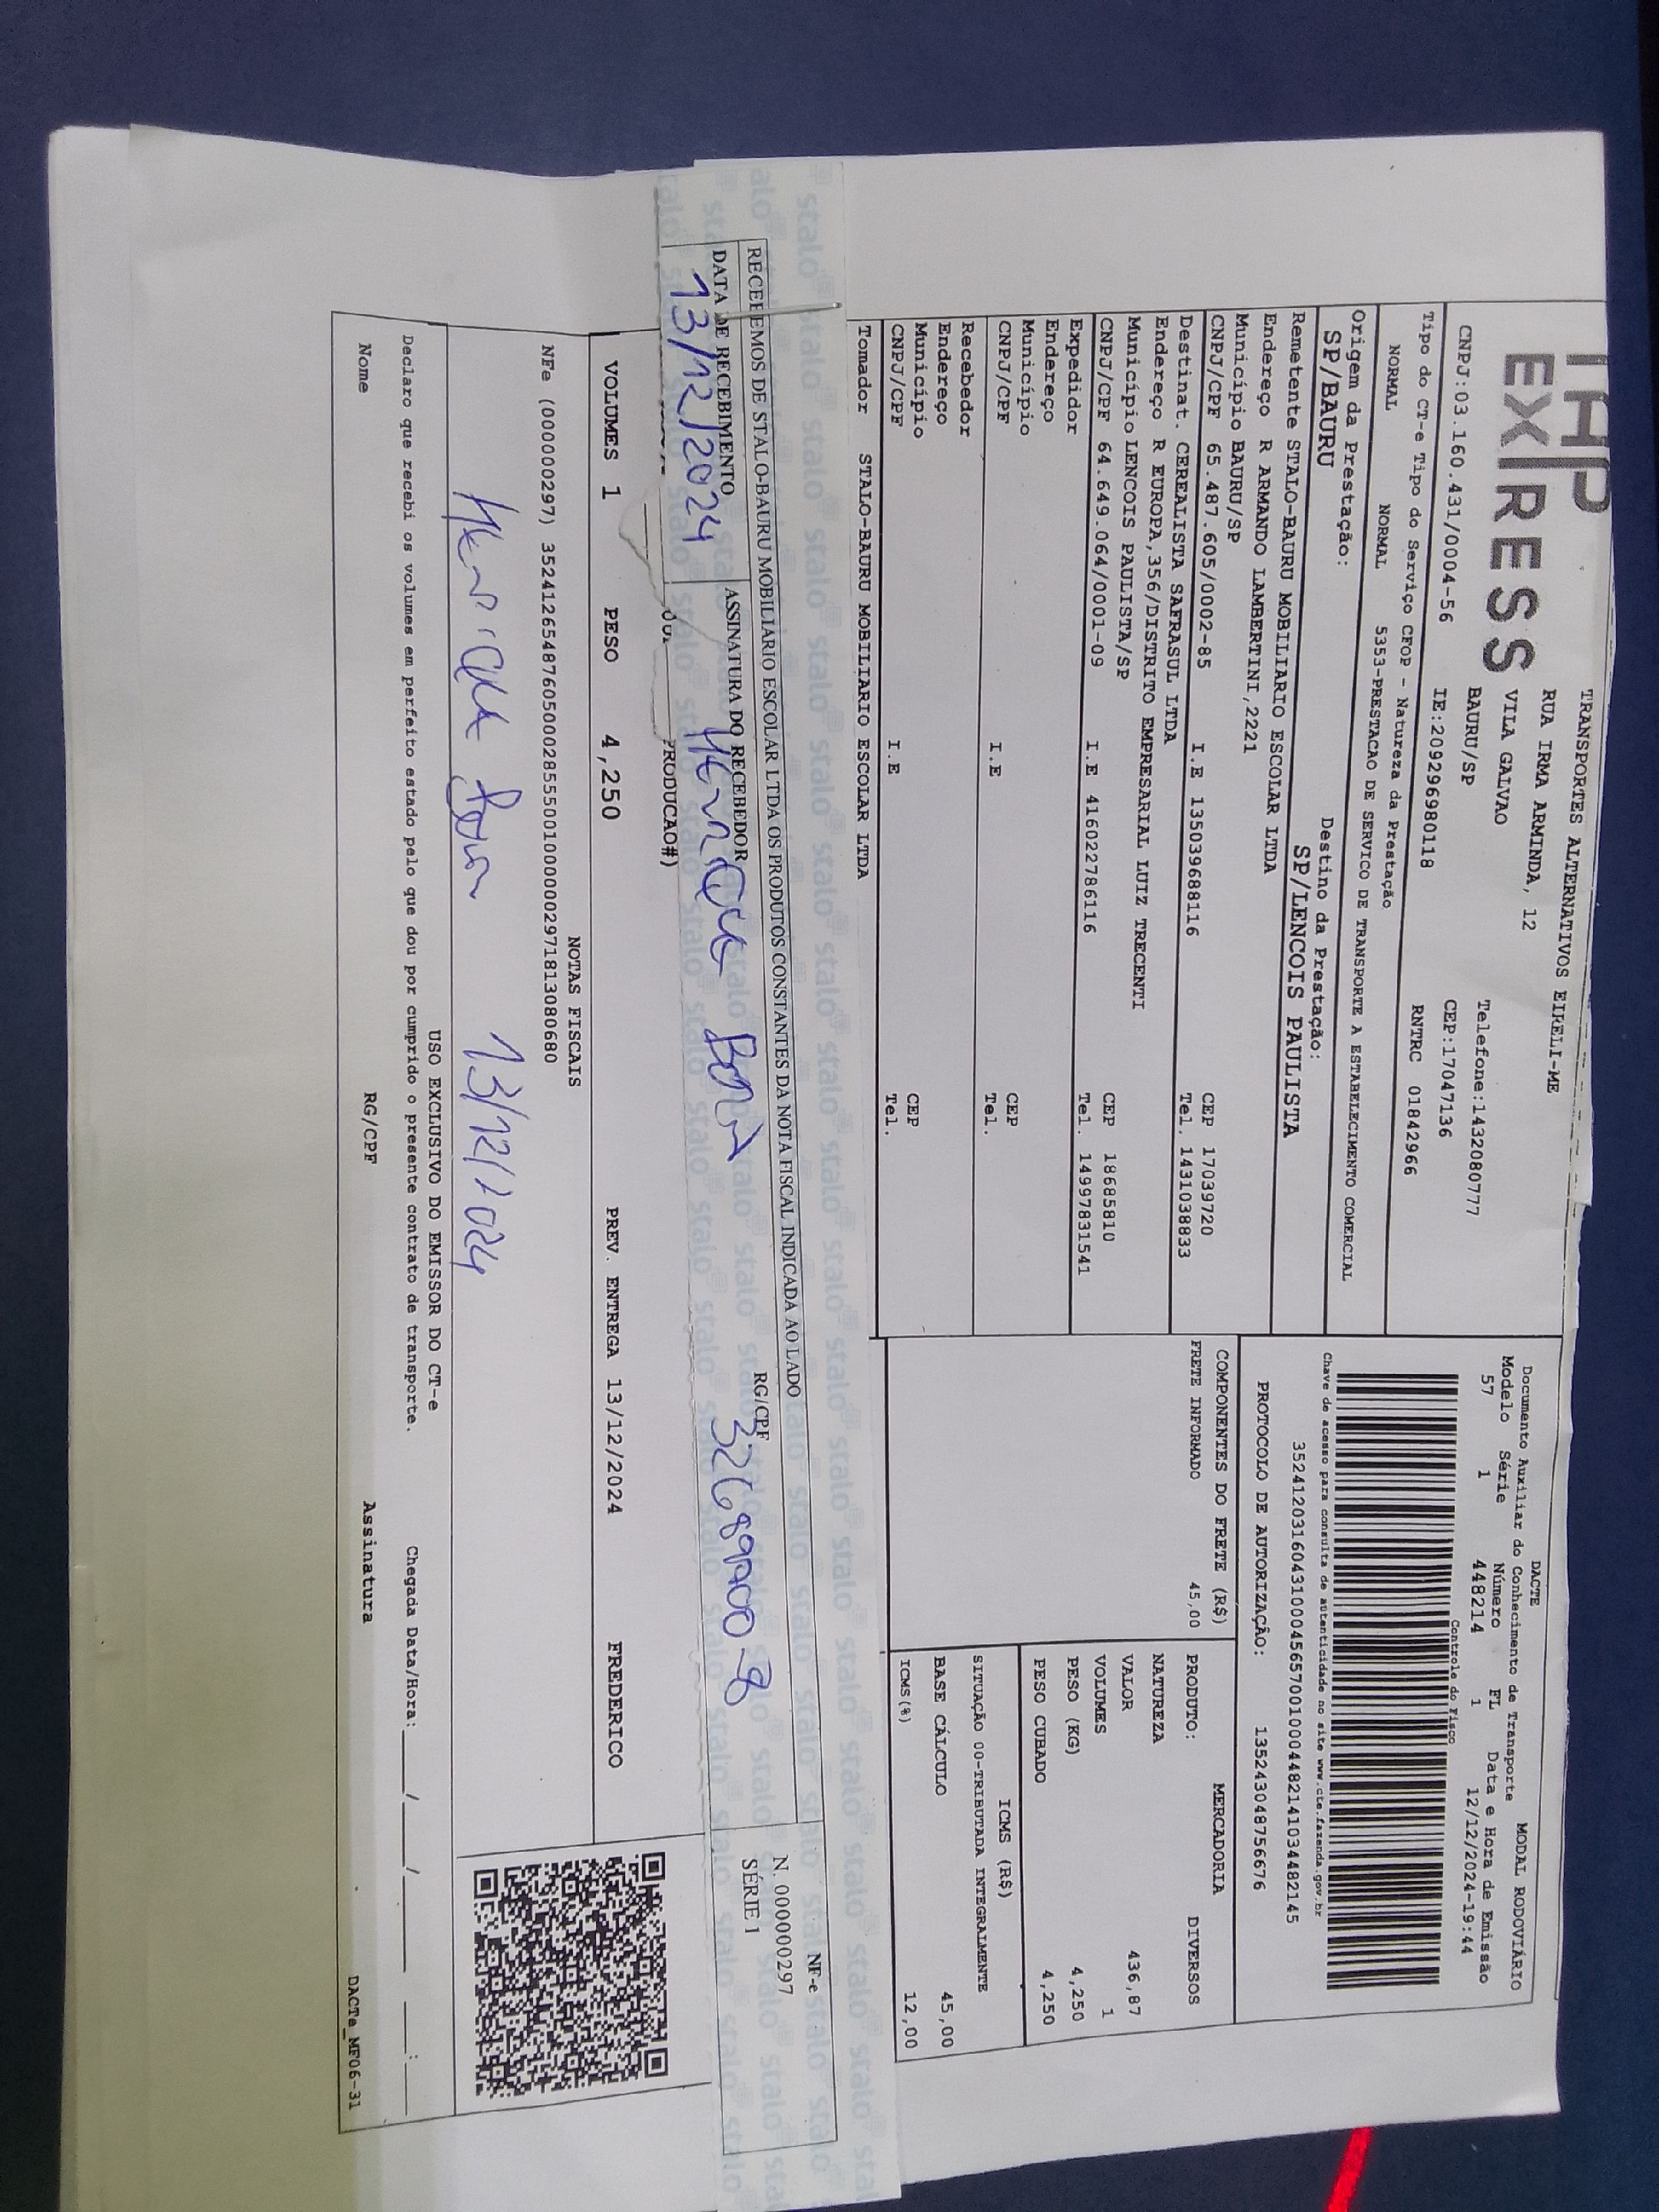 THP
EXPRESS
TRANSPORTES ALTERNATIVOS EIRELI-ME
RUA IRMA ARMINDA, 12
VILA GALVAO
BAURU/SP
Telefone:1432080777
CEP:17047136
CNPJ:03.160.431/0004-56 IE:209296980118 RNTRC 01842966
Tipo do CT-e Tipo do Serviço CFOP - Natureza da Prestação
NORMAL NORMAL 5353-PRESTACAO DE SERVICO DE TRANSPORTE A ESTABELECIMENTO COMERCIAL
Origem da Prestação: Destino da Prestação:
SP/BAURU SP/LENCOIS PAULISTA
Remetente STALO-BAURU MOBILIARIO ESCOLAR LTDA
Endereço R ARMANDO LAMBERTINI,2221
Município BAURU/SP CEP 17039720
CNPJ/CPF 65.487.605/0002-85 I.E 135039688116 Tel. 1431038833
Destinat. CEREALISTA SAFRASUL LTDA
Endereço R EUROPA,356/DISTRITO EMPRESARIAL LUIZ TRECENTI
Município LENCOIS PAULISTA/SP CEP 18685810
CNPJ/CPF 64.649.064/0001-09 I.E 416022786116 Tel. 14997831541
Expedidor
Endereço
Município CEP
CNPJ/CPF I.E Tel.
Recebedor
Endereço
Município CEP
CNPJ/CPF I.E Tel.
Tomador STALO-BAURU MOBILIARIO ESCOLAR LTDA
DACTE MODAL RODOVIÁRIO
Documento Auxiliar do Conhecimento de Transporte
Modelo Série Número FL Data e Hora de Emissão
57 1 448214 1 12/12/2024-19:44
Controle do Fisco
Chave de acesso para consulta de autenticidade no site www.cte.fazenda.gov.br
35241203160431000456570010004482141034482145
PROTOCOLO DE AUTORIZAÇÃO: 135243048756676
COMPONENTES DO FRETE (R$)
FRETE INFORMADO 45,00
MERCADORIA
PRODUTO: DIVERSOS
NATUREZA
VALOR 436,87
VOLUMES 1
PESO (KG) 4,250
PESO CUBADO 4,250
ICMS (R$)
SITUAÇÃO 00-TRIBUTADA INTEGRALMENTE
BASE CÁLCULO 45,00
ICMS(%) 12,00
RECEBEMOS DE STALO-BAURU MOBILIÁRIO ESCOLAR LTDA OS PRODUTOS CONSTANTES DA NOTA FISCAL INDICADA AO LADO
DATA DE RECEBIMENTO ASSINATURA DO RECEBEDOR RG/CPF
13/12/2024 Henrique
NF-e
N. 000000297
SÉRIE 1
PRODUCAO#)
VOLUMES 1 PESO 4,250 PREV. ENTREGA 13/12/2024 FREDERICO
NOTAS FISCAIS
NFe (000000297) 35241265487605000285550010000002971813080680
Henrique 13/12/2024
USO EXCLUSIVO DO EMISSOR DO CT-e
Declaro que recebi os volumes em perfeito estado pelo que dou por cumprido o presente contrato de transporte. Chegada Data/Hora:____/____/______ ___:___
Nome RG/CPF Assinatura
DACTe_MF06-31